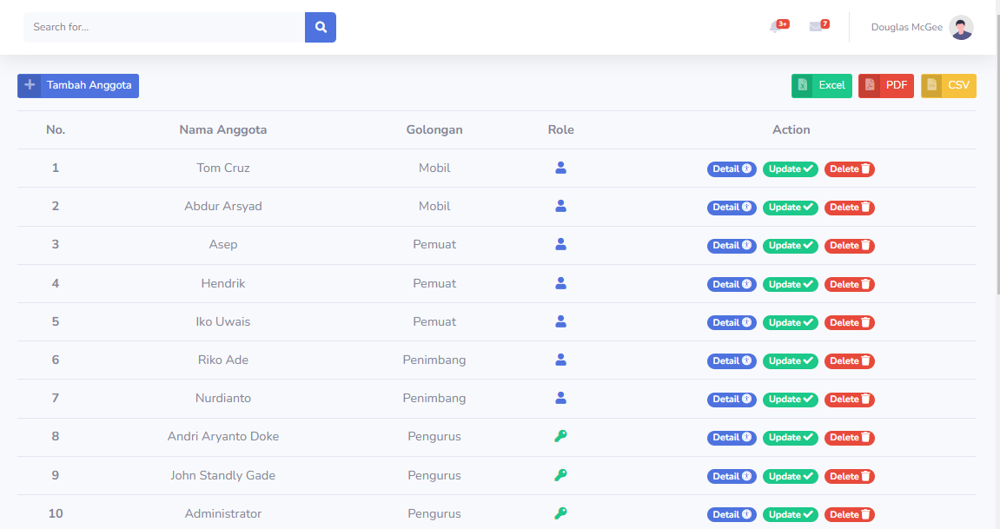 Search for...
3+
7
Douglas McGee
Tambah Anggota
Excel
PDF
CSV
No. Nama Anggota Golongan Role Action
1 Tom Cruz Mobil Detail Update Delete
2 Abdur Arsyad Mobil Detail Update Delete
3 Asep Pemuat Detail Update Delete
4 Hendrik Pemuat Detail Update Delete
5 Iko Uwais Pemuat Detail Update Delete
6 Riko Ade Penimbang Detail Update Delete
7 Nurdianto Penimbang Detail Update Delete
8 Andri Aryanto Doke Pengurus Detail Update Delete
9 John Standly Gade Pengurus Detail Update Delete
10 Administrator Pengurus Detail Update Delete